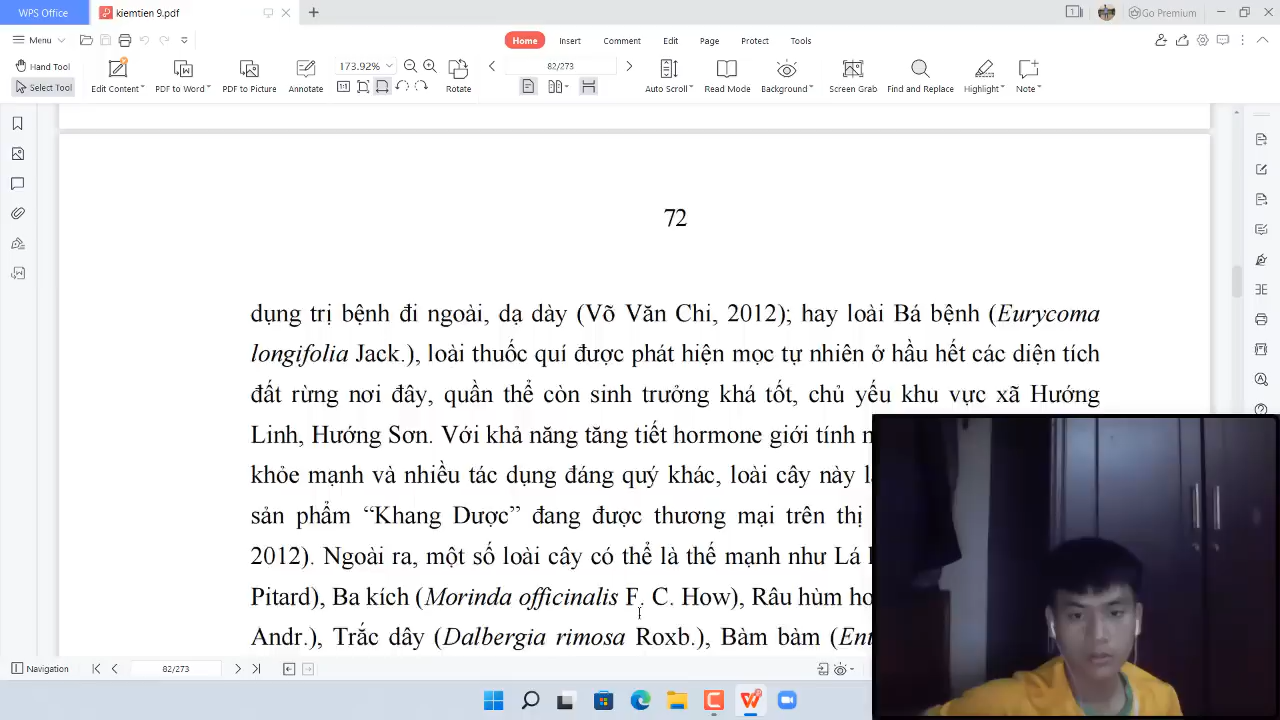 WPS Office kiemtien 9.pdf 1 Go Premium
Menu Home Insert Comment Edit Page Protect Tools
Hand Tool 173.92% 82/273
Select Tool Edit Content PDF to Word PDF to Picture Annotate Rotate Auto Scroll Read Mode Background Screen Grab Find and Replace Highlight Note
72
dụng trị bệnh đi ngoài, dạ dày (Võ Văn Chi, 2012); hay loài Bá bệnh (Eurycoma
longifolia Jack.), loài thuốc quí được phát hiện mọc tự nhiên ở hầu hết các diện tích
đất rừng nơi đây, quần thể còn sinh trưởng khá tốt, chủ yếu khu vực xã Hướng
Linh, Hướng Sơn. Với khả năng tăng tiết hormone giới tính
khỏe mạnh và nhiều tác dụng đáng quý khác, loài cây này
sản phẩm “Khang Dược” đang được thương mại trên thị
2012). Ngoài ra, một số loài cây có thể là thế mạnh như Lá
Pitard), Ba kích (Morinda officinalis F. C. How), Râu hùm
Andr.), Trắc dây (Dalbergia rimosa Roxb.), Bàm bàm
Navigation 82/273